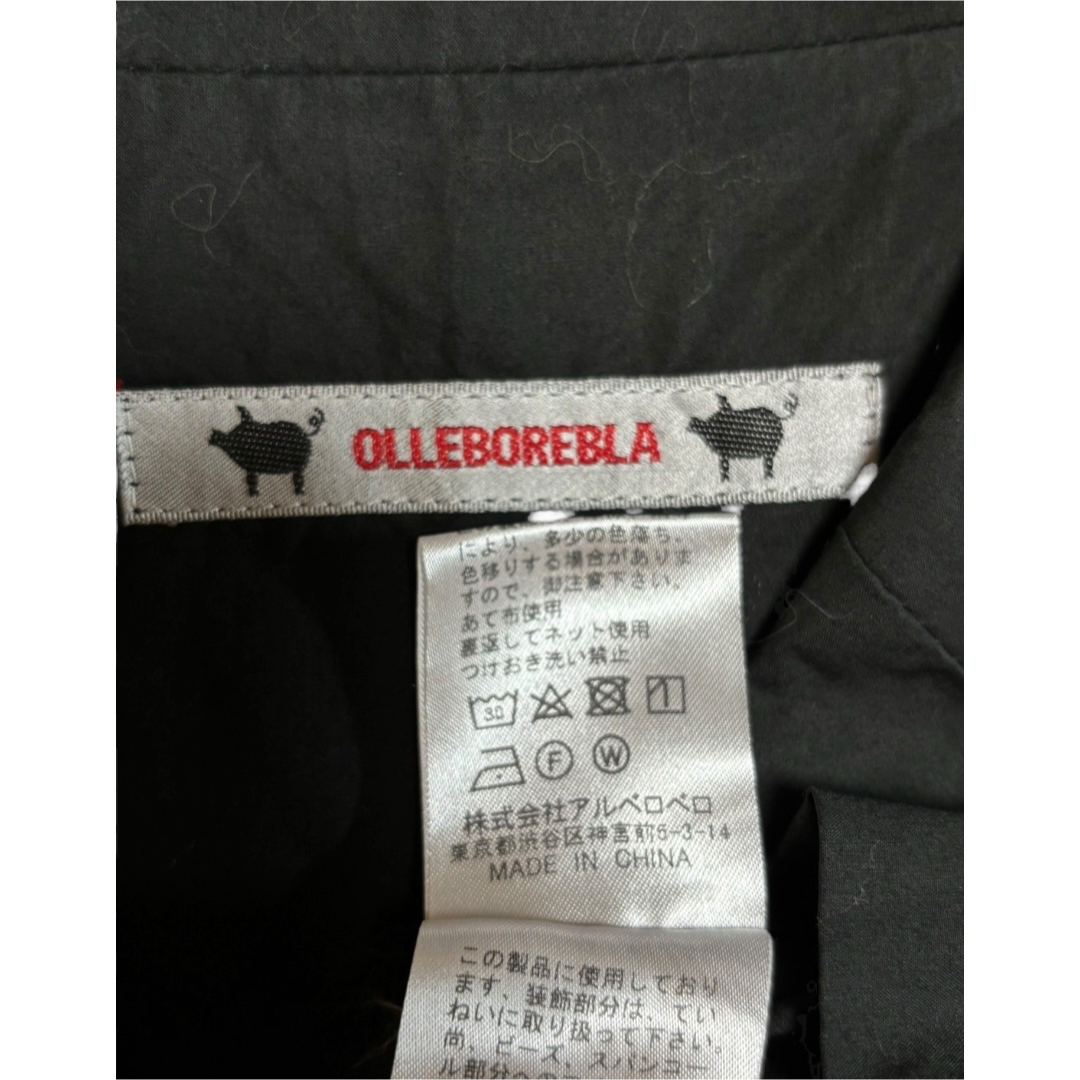 OLLEBOREBLA
により、多少の色落ち、
色移りする場合がありま
すので、御注意下さい。
あて布使用
裏返してネット使用
つけおき洗い禁止
30
F W
株式会社アルベロベロ
東京都渋谷区神宮前5-3-14
MADE IN CHINA
この製品に使用しており
ます、装飾部分は、てい
ねいに取り扱って下さい。
尚、ビーズ、スパンコー
ル部分への